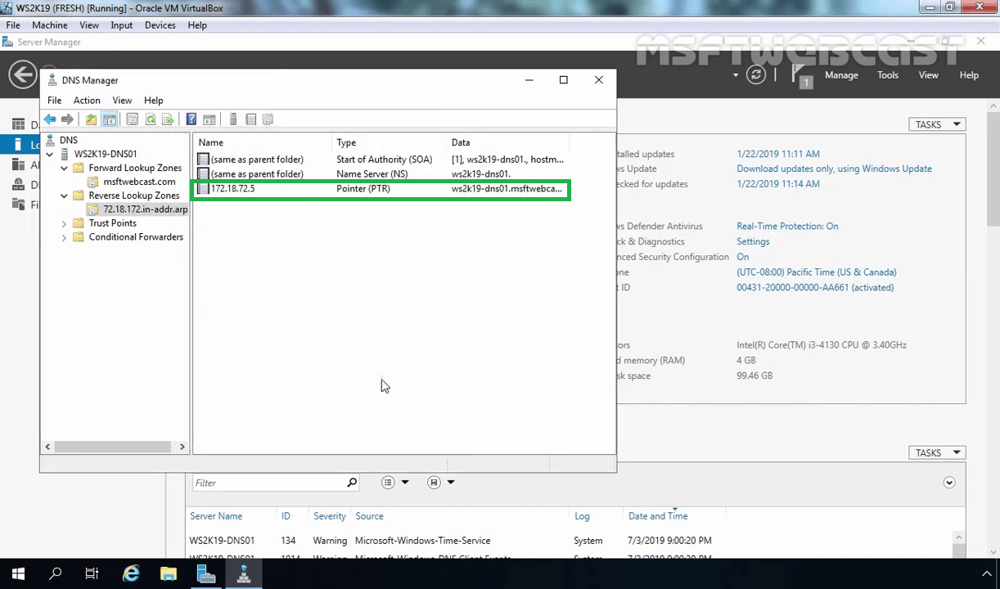 WS2K19 (FRESH) [Running] - Oracle VM VirtualBox
File Machine View Input Devices Help
Server Manager
MSFTWEBCAST
Manage Tools View Help
1
DNS Manager
File Action View Help
DNS
WS2K19-DNS01
Forward Lookup Zones
msftwebcast.com
Reverse Lookup Zones
72.18.172.in-addr.arp
Trust Points
Conditional Forwarders
Name Type Data
(same as parent folder) Start of Authority (SOA) [1], ws2k19-dns01., hostm...
(same as parent folder) Name Server (NS) ws2k19-dns01.
172.18.72.5 Pointer (PTR) ws2k19-dns01.msftwebca...
TASKS
talled updates 1/22/2019 11:11 AM
ws Update Download updates only, using Windows Update
hecked for updates 1/22/2019 11:14 AM
ws Defender Antivirus Real-Time Protection: On
ck & Diagnostics Settings
nced Security Configuration On
one (UTC-08:00) Pacific Time (US & Canada)
t ID 00431-20000-00000-AA661 (activated)
ors Intel(R) Core(TM) i3-4130 CPU @ 3.40GHz
d memory (RAM) 4 GB
sk space 99.46 GB
TASKS
Filter
Server Name ID Severity Source Log Date and Time
WS2K19-DNS01 134 Warning Microsoft-Windows-Time-Service System 7/3/2019 9:00:20 PM